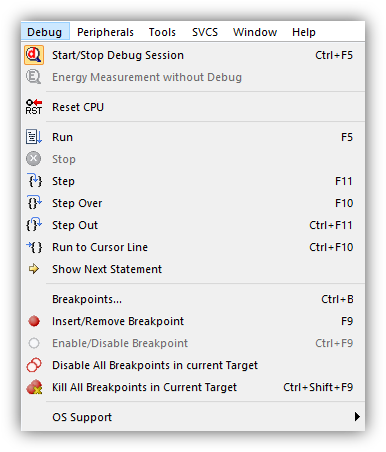 Debug Peripherals Tools SVCS Window Help
Start/Stop Debug Session Ctrl+F5
Energy Measurement without Debug
RST Reset CPU
Run F5
Stop
Step F11
Step Over F10
Step Out Ctrl+F11
Run to Cursor Line Ctrl+F10
Show Next Statement
Breakpoints... Ctrl+B
Insert/Remove Breakpoint F9
Enable/Disable Breakpoint Ctrl+F9
Disable All Breakpoints in current Target
Kill All Breakpoints in Current Target Ctrl+Shift+F9
OS Support